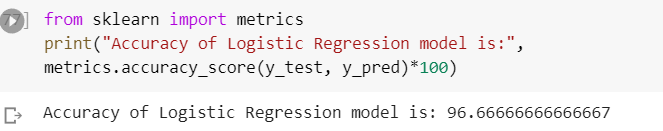 77] from sklearn import metrics
print("Accuracy of Logistic Regression model is:",
metrics.accuracy_score(y_test, y_pred)*100)
Accuracy of Logistic Regression model is: 96.66666666666667